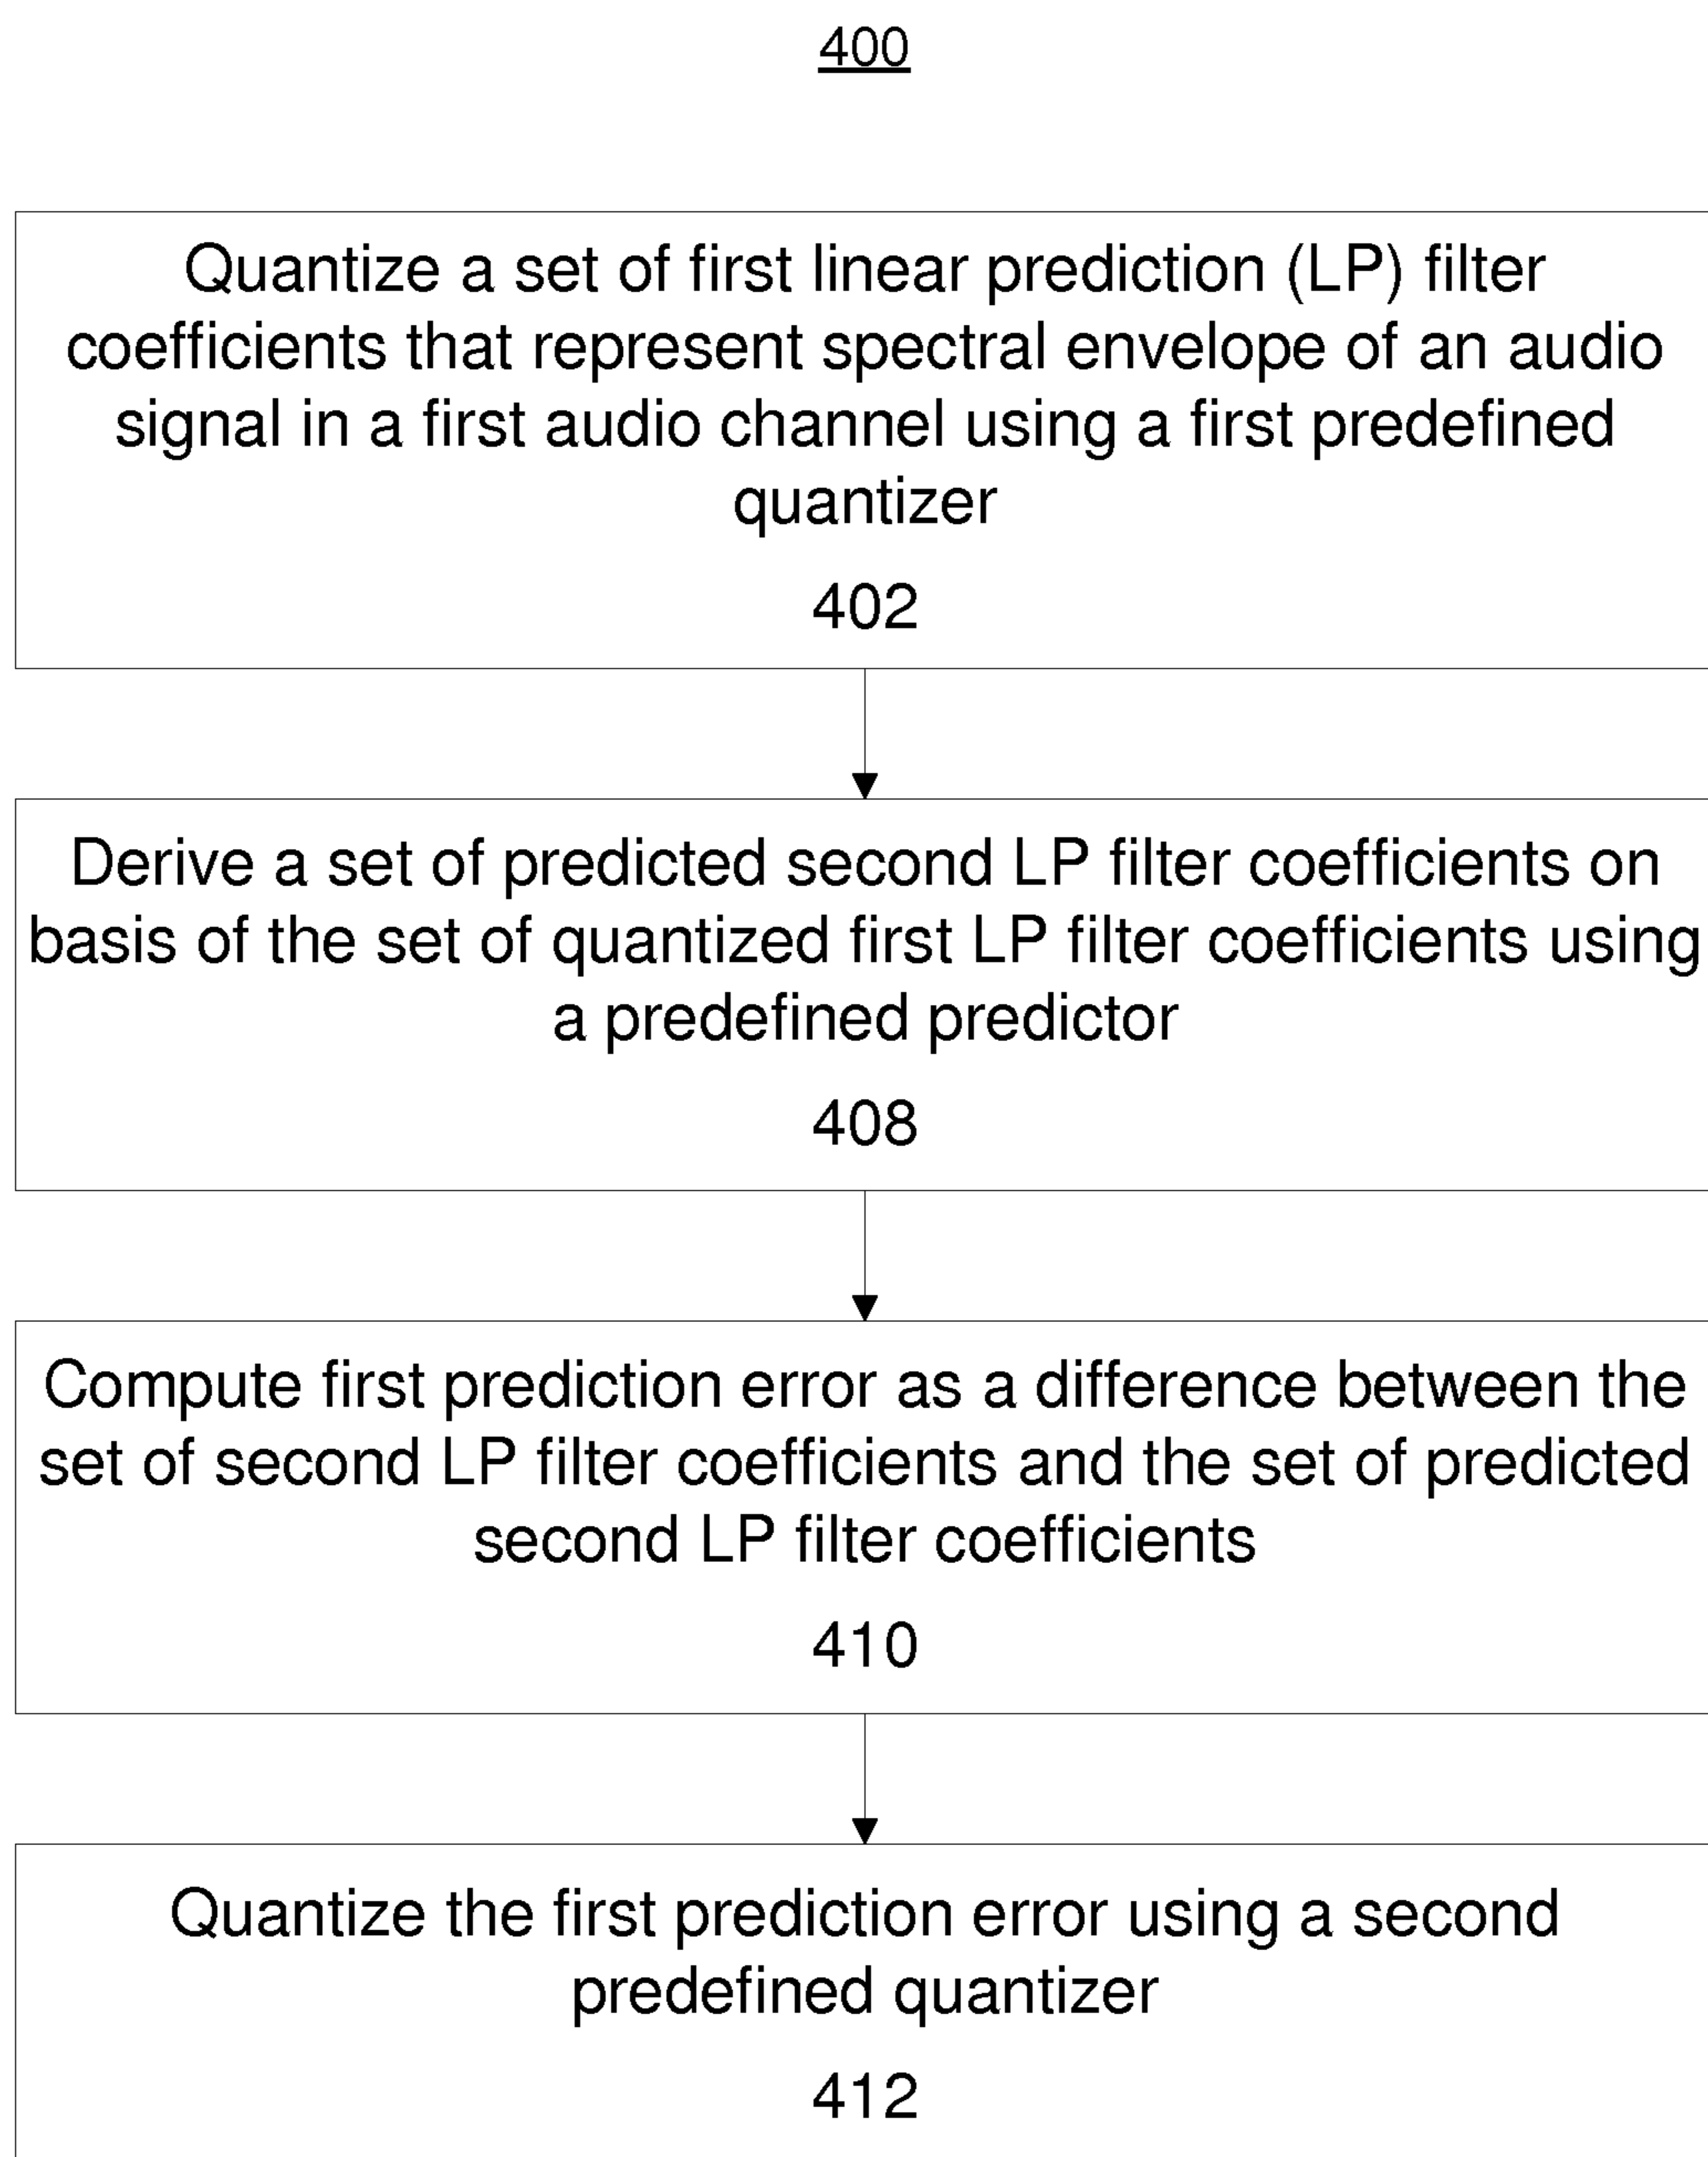 400
Quantize a set of first linear prediction (LP) filter
coefficients that represent spectral envelope of an audio
signal in a first audio channel using a first predefined
quantizer
402
Derive a set of predicted second LP filter coefficients on
basis of the set of quantized first LP filter coefficients using
a predefined predictor
408
Compute first prediction error as a difference between the
set of second LP filter coefficients and the set of predicted
second LP filter coefficients
410
Quantize the first prediction error using a second
predefined quantizer
412